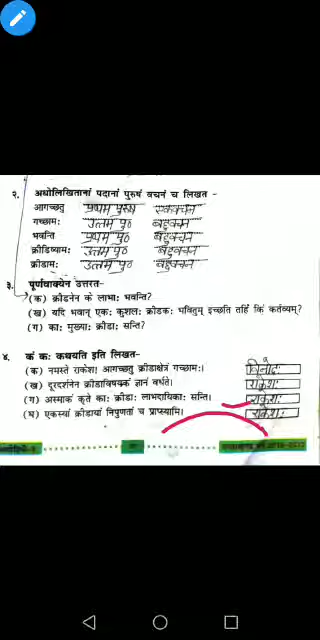 २. अधोलिखितानां पदानां पुरुषं वचनं च लिखत -
आगच्छतु प्रथम पुरुष एकवचन
गच्छामः उत्तम पु० बहुवचन
भवन्ति प्रथम पु० बहुवचन
क्रीडिष्यामः उत्तम पु० बहुवचन
क्रीडामः उत्तम पु० बहुवचन
३. पूर्णवाक्येन उत्तरत -
(क) क्रीडनेन के लाभाः भवन्ति?
(ख) यदि भवान् एकः कुशलः क्रीडकः भवितुम् इच्छति तर्हि किं कर्तव्यम्?
(ग) काः मुख्याः क्रीडाः सन्ति?
४. कं कः कथयति इति लिखत-
(क) नमस्ते राकेश! आगच्छतु क्रीडाक्षेत्रं गच्छामः। विनोदः
(ख) दूरदर्शनेन क्रीडाविषयकं ज्ञानं वर्धते। राकेशः
(ग) अस्माकं कृते काः क्रीडाः लाभदायिकाः सन्ति। राकेशः
(घ) एकस्यां क्रीडायां निपुणतां च प्राप्स्यामि। राकेशः